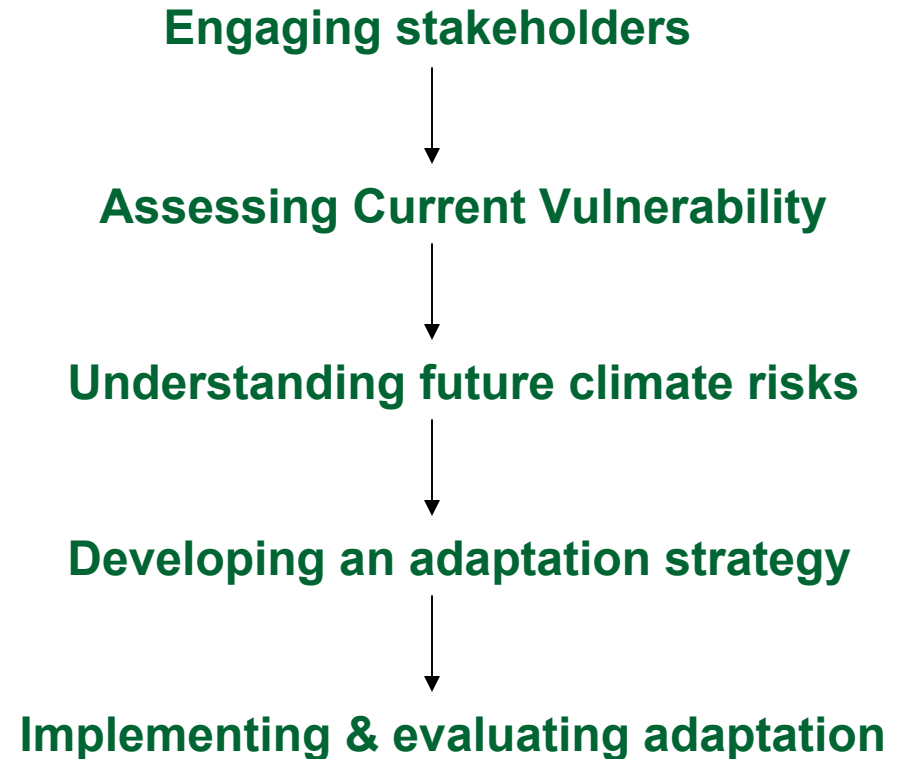 Engaging stakeholders
Assessing Current Vulnerability
Understanding future climate risks
Developing an adaptation strategy
Implementing & evaluating adaptation